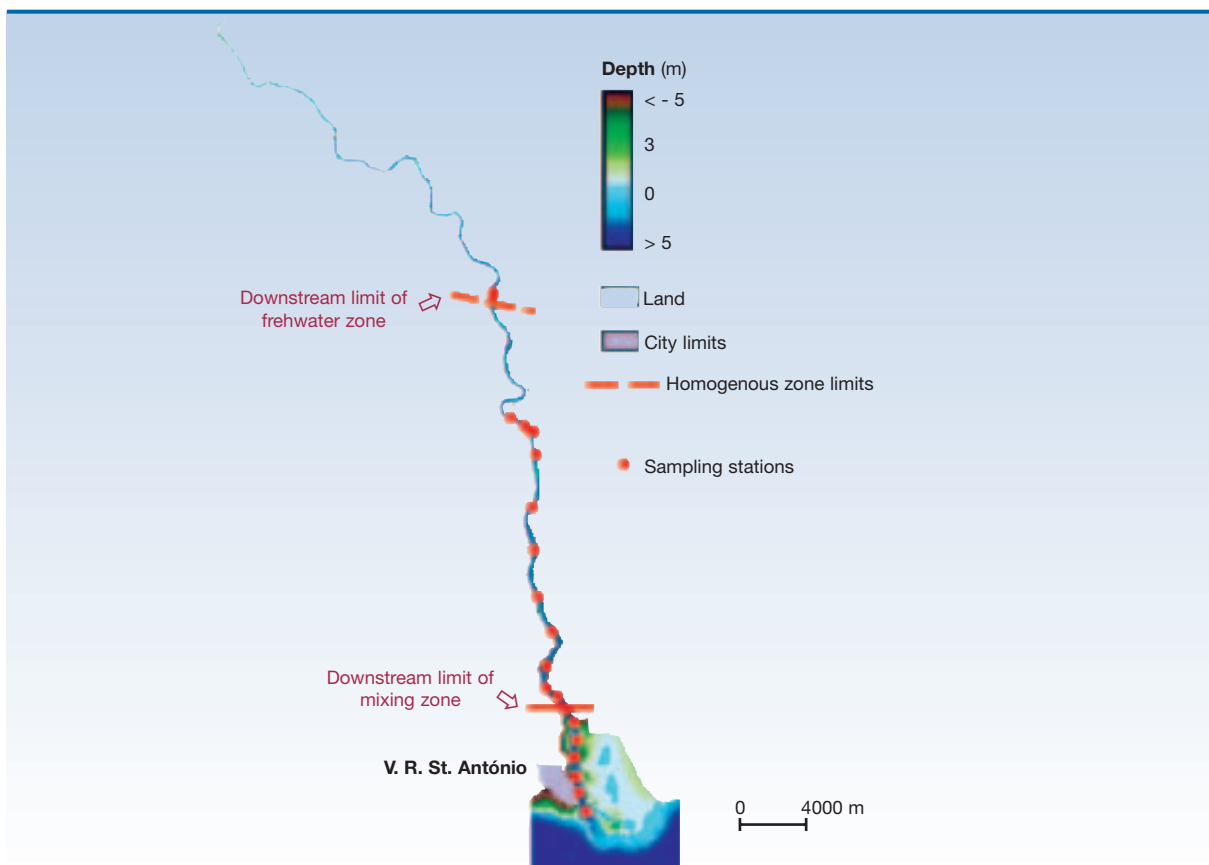 Depth (m)
< - 5
3
0
> 5
Land
City limits
Homogenous zone limits
Sampling stations
Downstream limit of
frehwater zone
Downstream limit of
mixing zone
V. R. St. António
0 4000 m